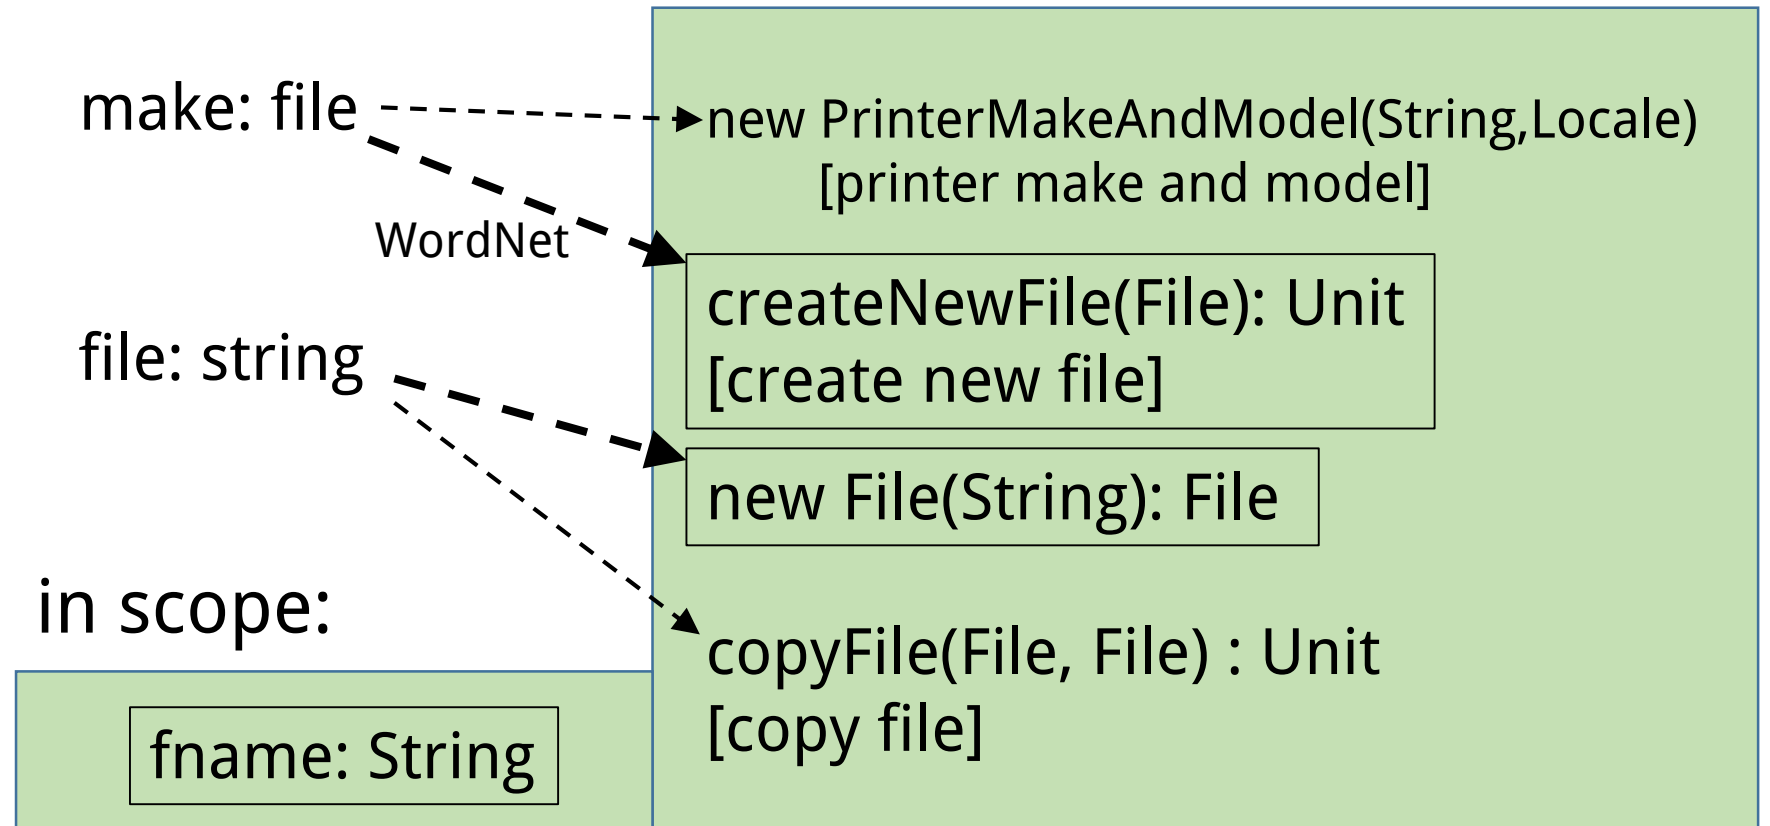 make: file
new PrinterMakeAndModel(String,Locale)
[printer make and model]
WordNet
createNewFile(File): Unit
[create new file]
file: string
new File(String): File
in scope:
copyFile(File, File) : Unit
[copy file]
fname: String